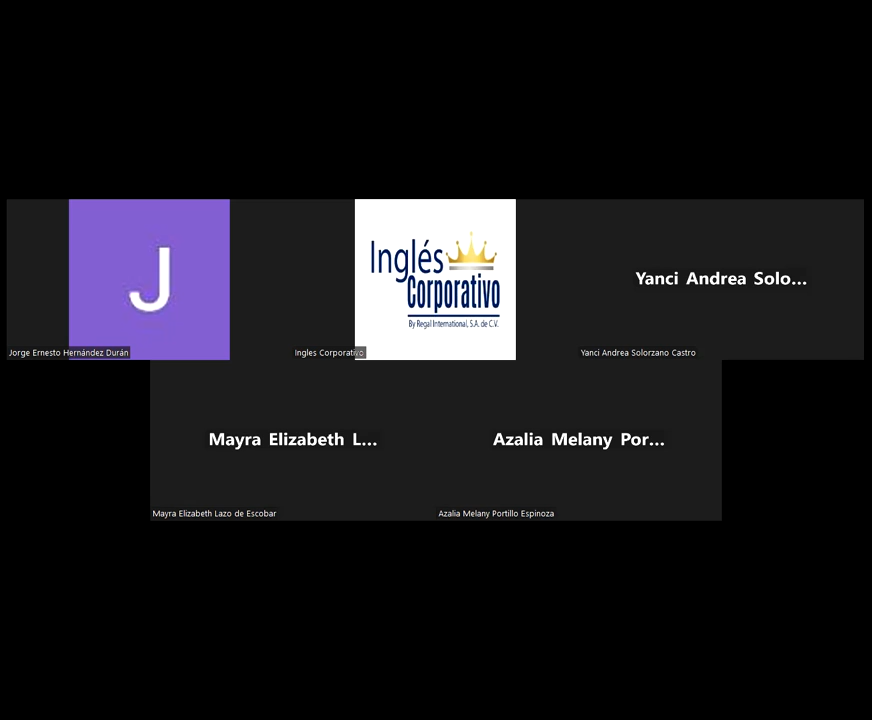 J
Inglés
Corporativo
By Regal International, S.A. de C.V.
Yanci Andrea Solo...
Jorge Ernesto Hernández Durán
Ingles Corporativo
Yanci Andrea Solorzano Castro
Mayra Elizabeth L...
Azalia Melany Por...
Mayra Elizabeth Lazo de Escobar
Azalia Melany Portillo Espinoza